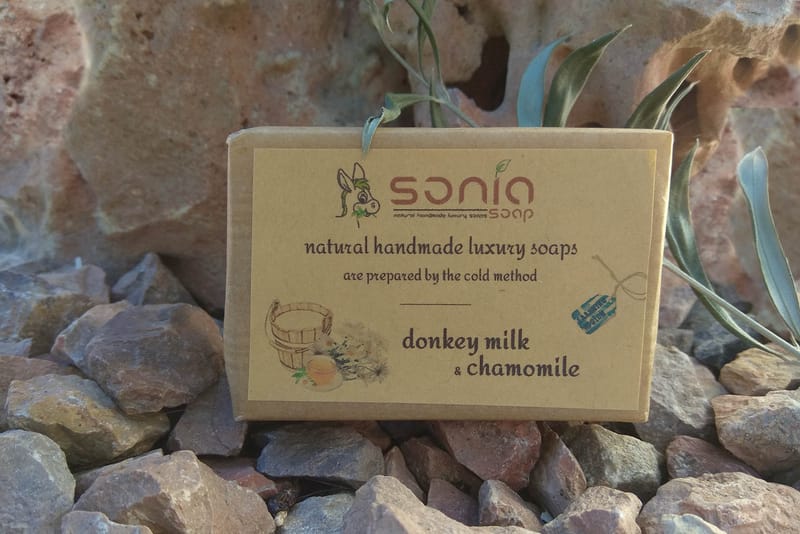 sonia
soap
natural handmade luxury soaps
natural handmade luxury soaps
are prepared by the cold method
donkey milk
& chamomile